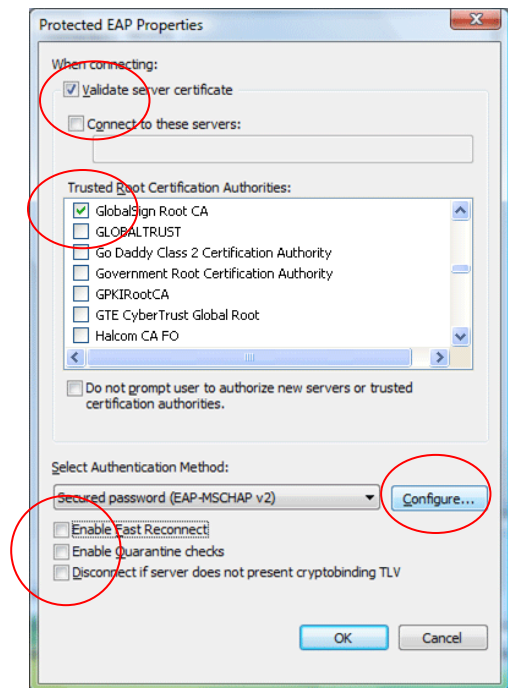 Protected EAP Properties
When connecting:
Validate server certificate
Connect to these servers:
Trusted Root Certification Authorities:
GlobalSign Root CA
GLOBALTRUST
Go Daddy Class 2 Certification Authority
Government Root Certification Authority
GPKIRootCA
GTE CyberTrust Global Root
Halcom CA FO
Do not prompt user to authorize new servers or trusted
certification authorities.
Select Authentication Method:
Secured password (EAP-MSCHAP v2)
Configure...
Enable Fast Reconnect
Enable Quarantine checks
Disconnect if server does not present cryptobinding TLV
OK Cancel